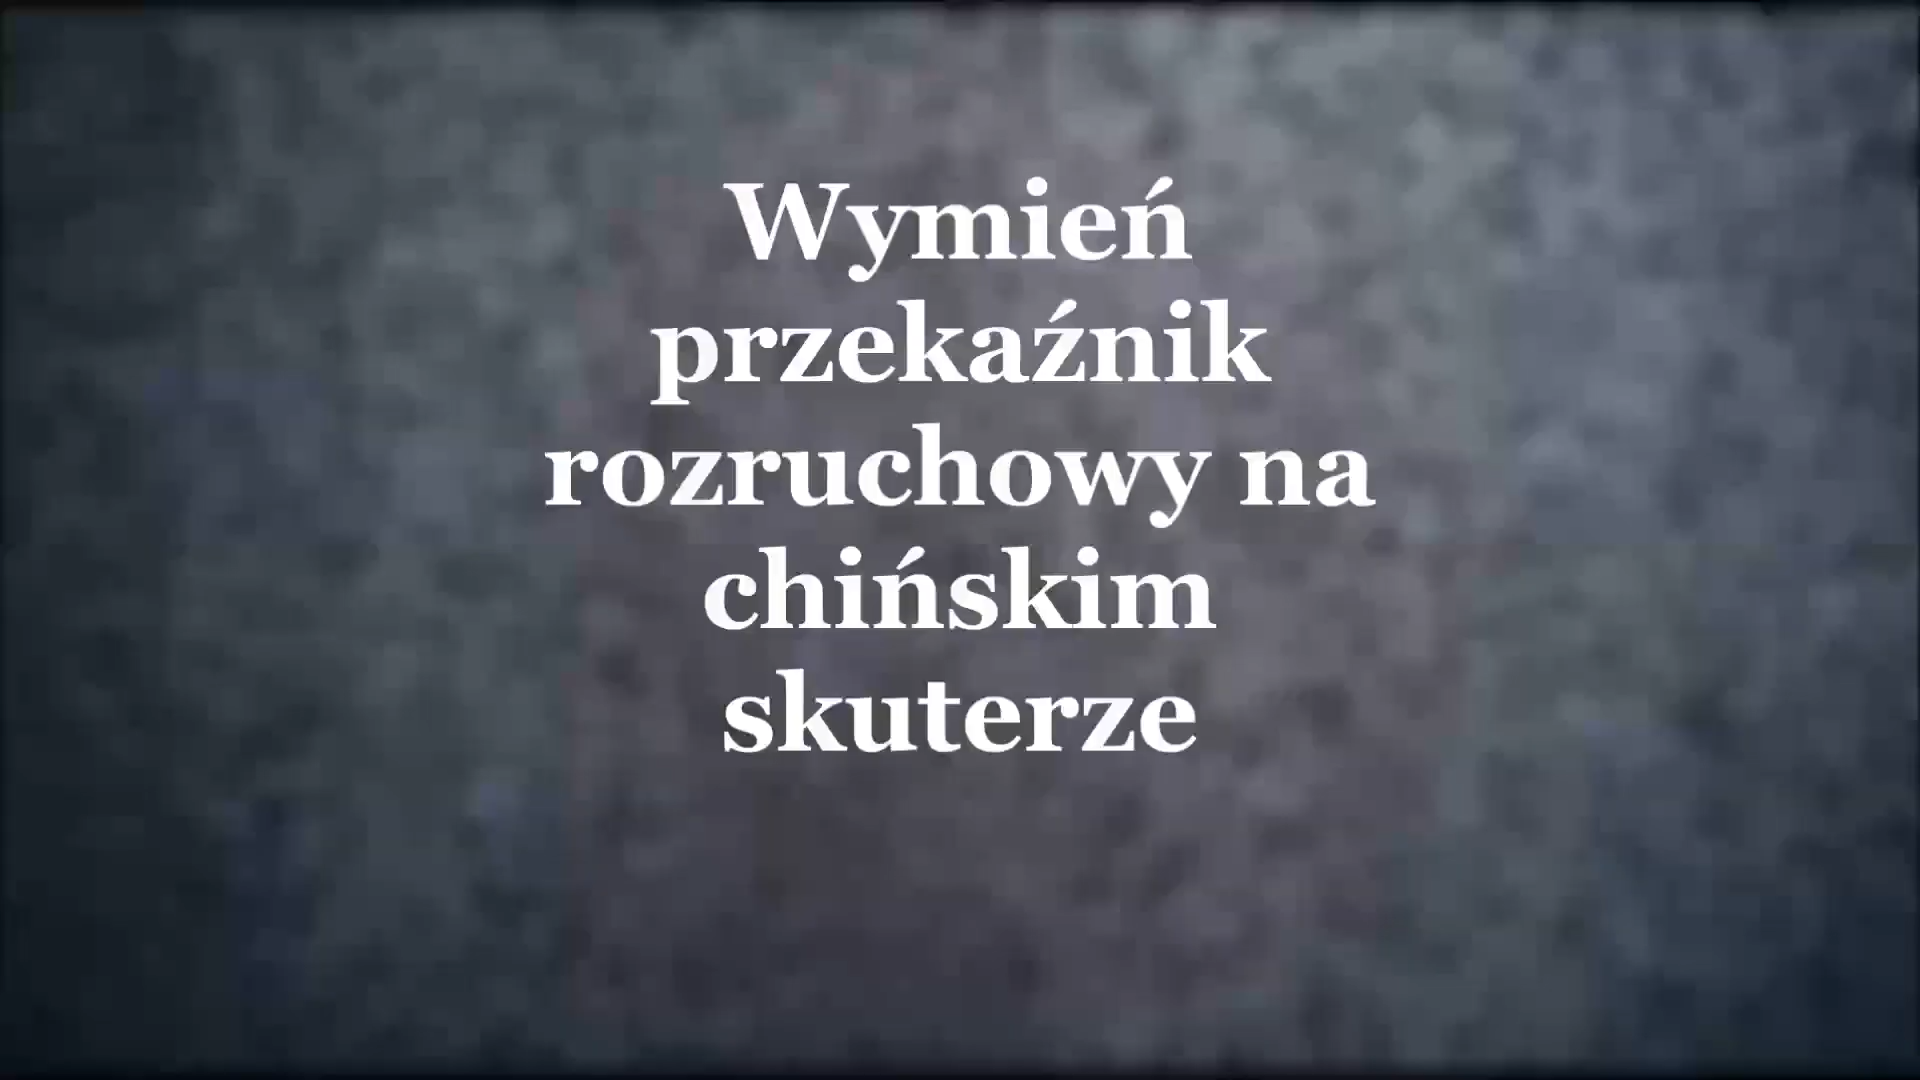 Wymień
przekaźnik
rozruchowy na
chińskim
skuterze